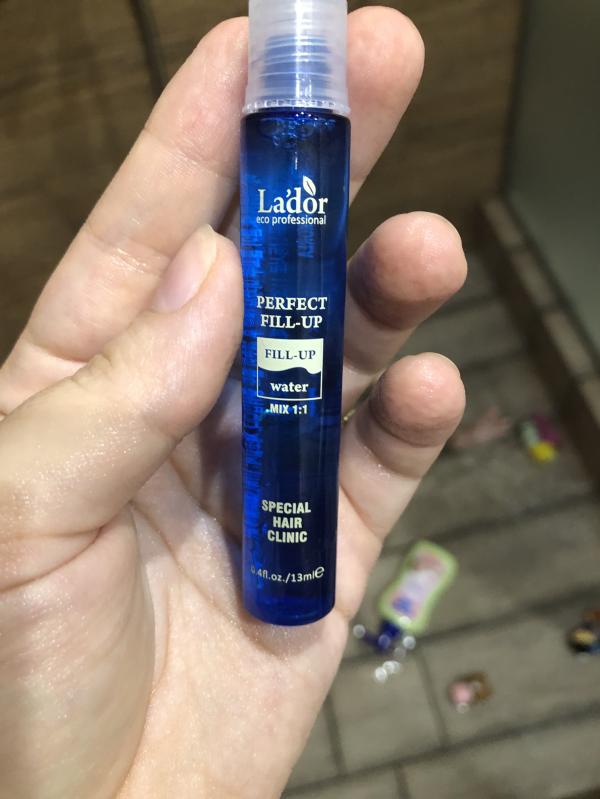 La'dor
eco professional
PERFECT
FILL-UP
FILL-UP
water
MIX 1:1
SPECIAL
HAIR
CLINIC
0.4fl.oz./13ml℮